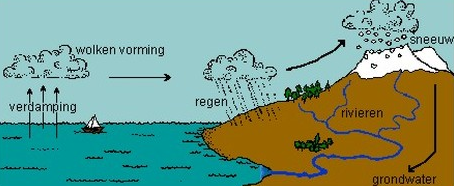 wolken vorming
sneeuw
verdamping
regen
rivieren
grondwater